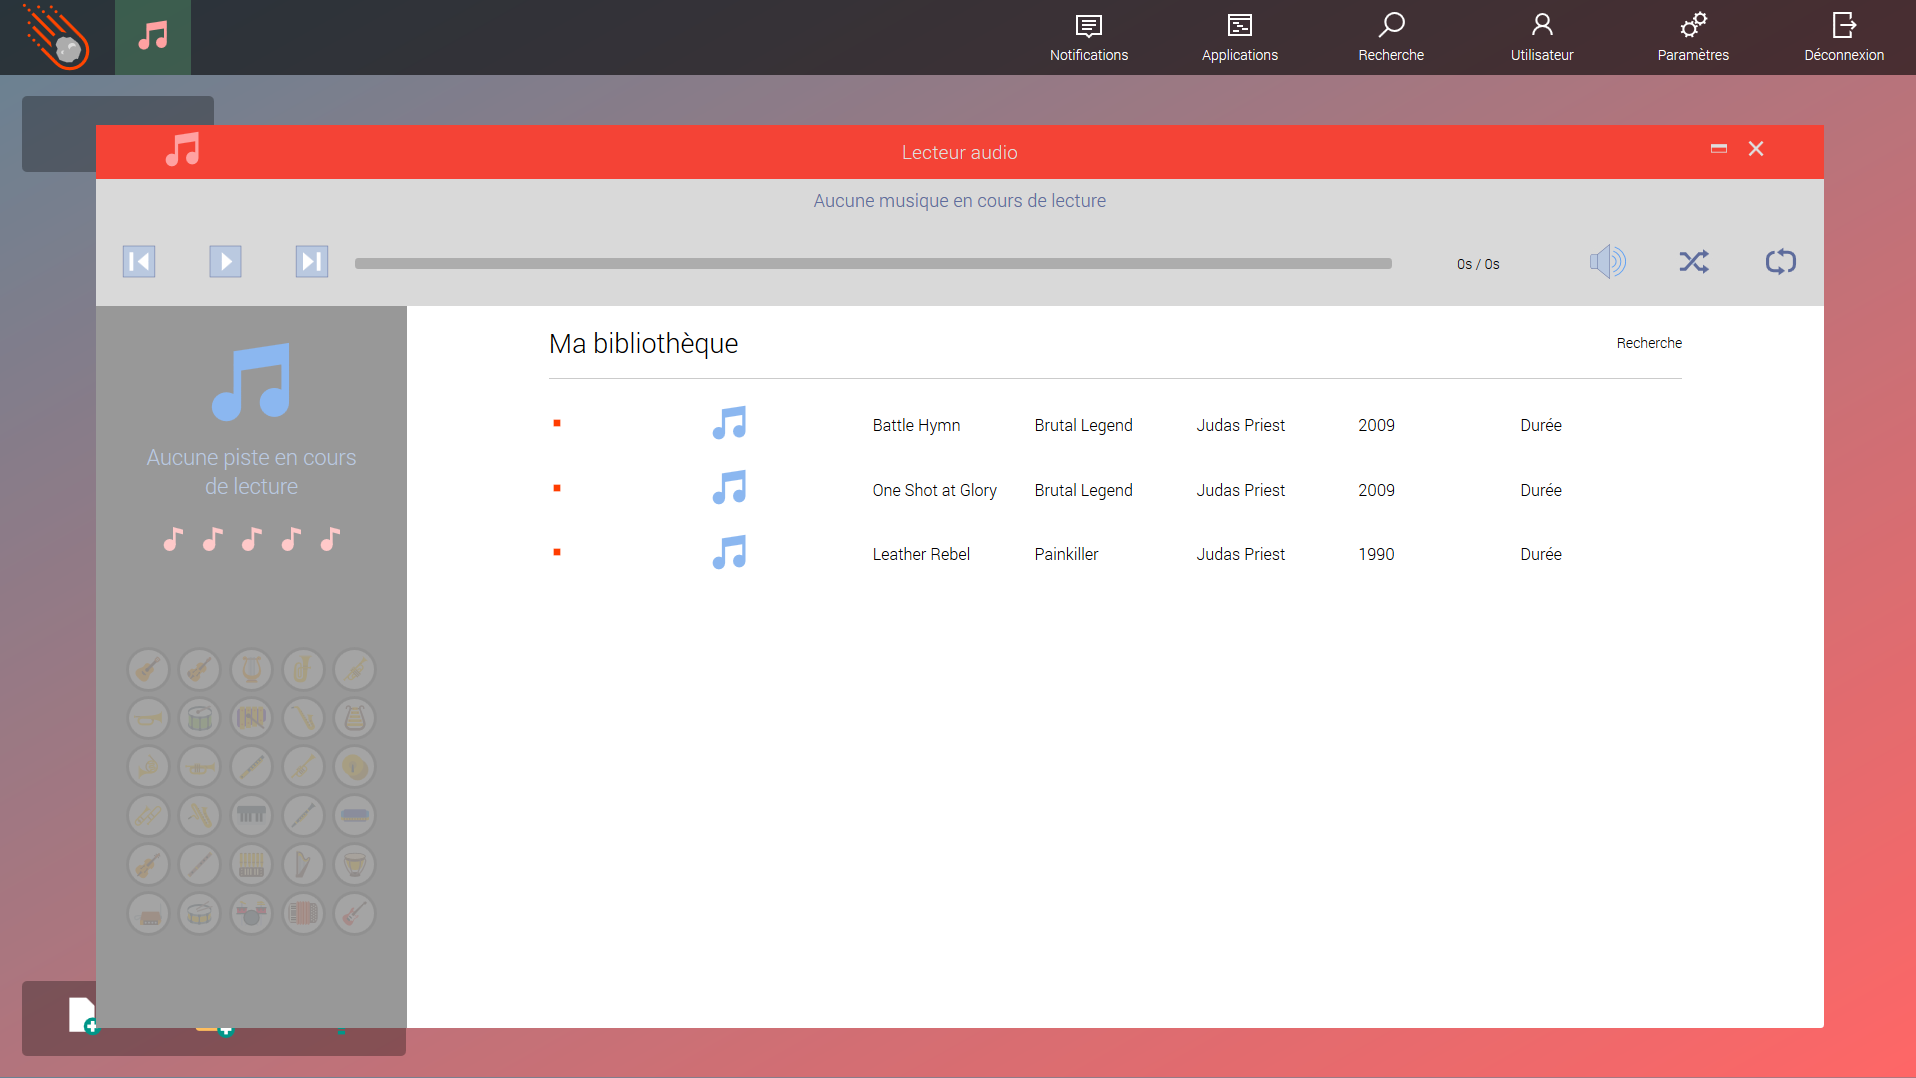 Notifications
Applications
Recherche
Utilisateur
Paramètres
Déconnexion
Lecteur audio
Aucune musique en cours de lecture
0s / 0s
Aucune piste en cours
de lecture
Ma bibliothèque
Recherche
Battle Hymn Brutal Legend Judas Priest 2009 Durée
One Shot at Glory Brutal Legend Judas Priest 2009 Durée
Leather Rebel Painkiller Judas Priest 1990 Durée